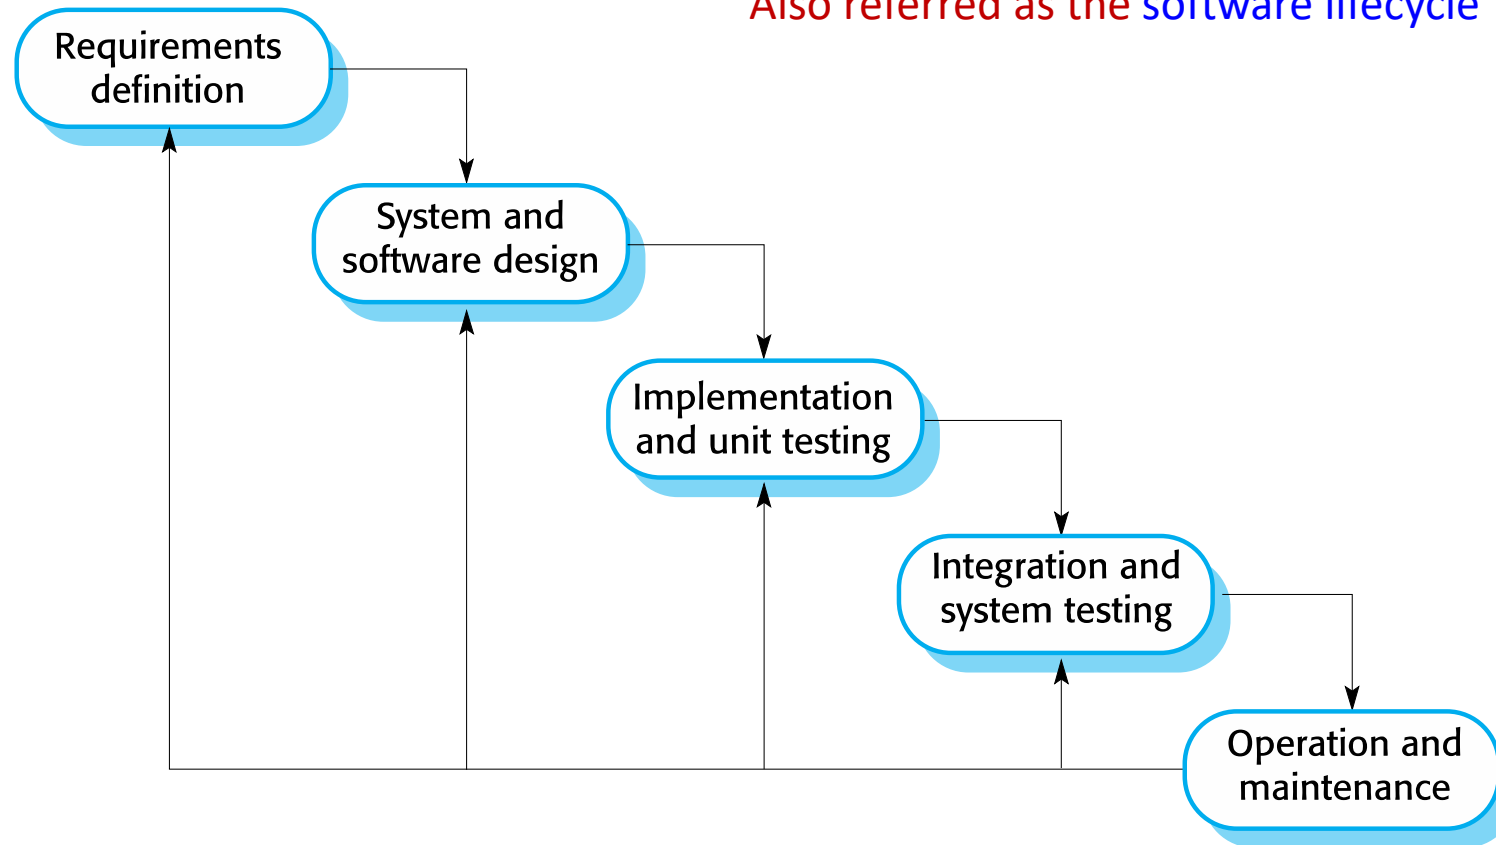 Also referred as the software lifecycle
Requirements
definition
System and
software design
Implementation
and unit testing
Integration and
system testing
Operation and
maintenance